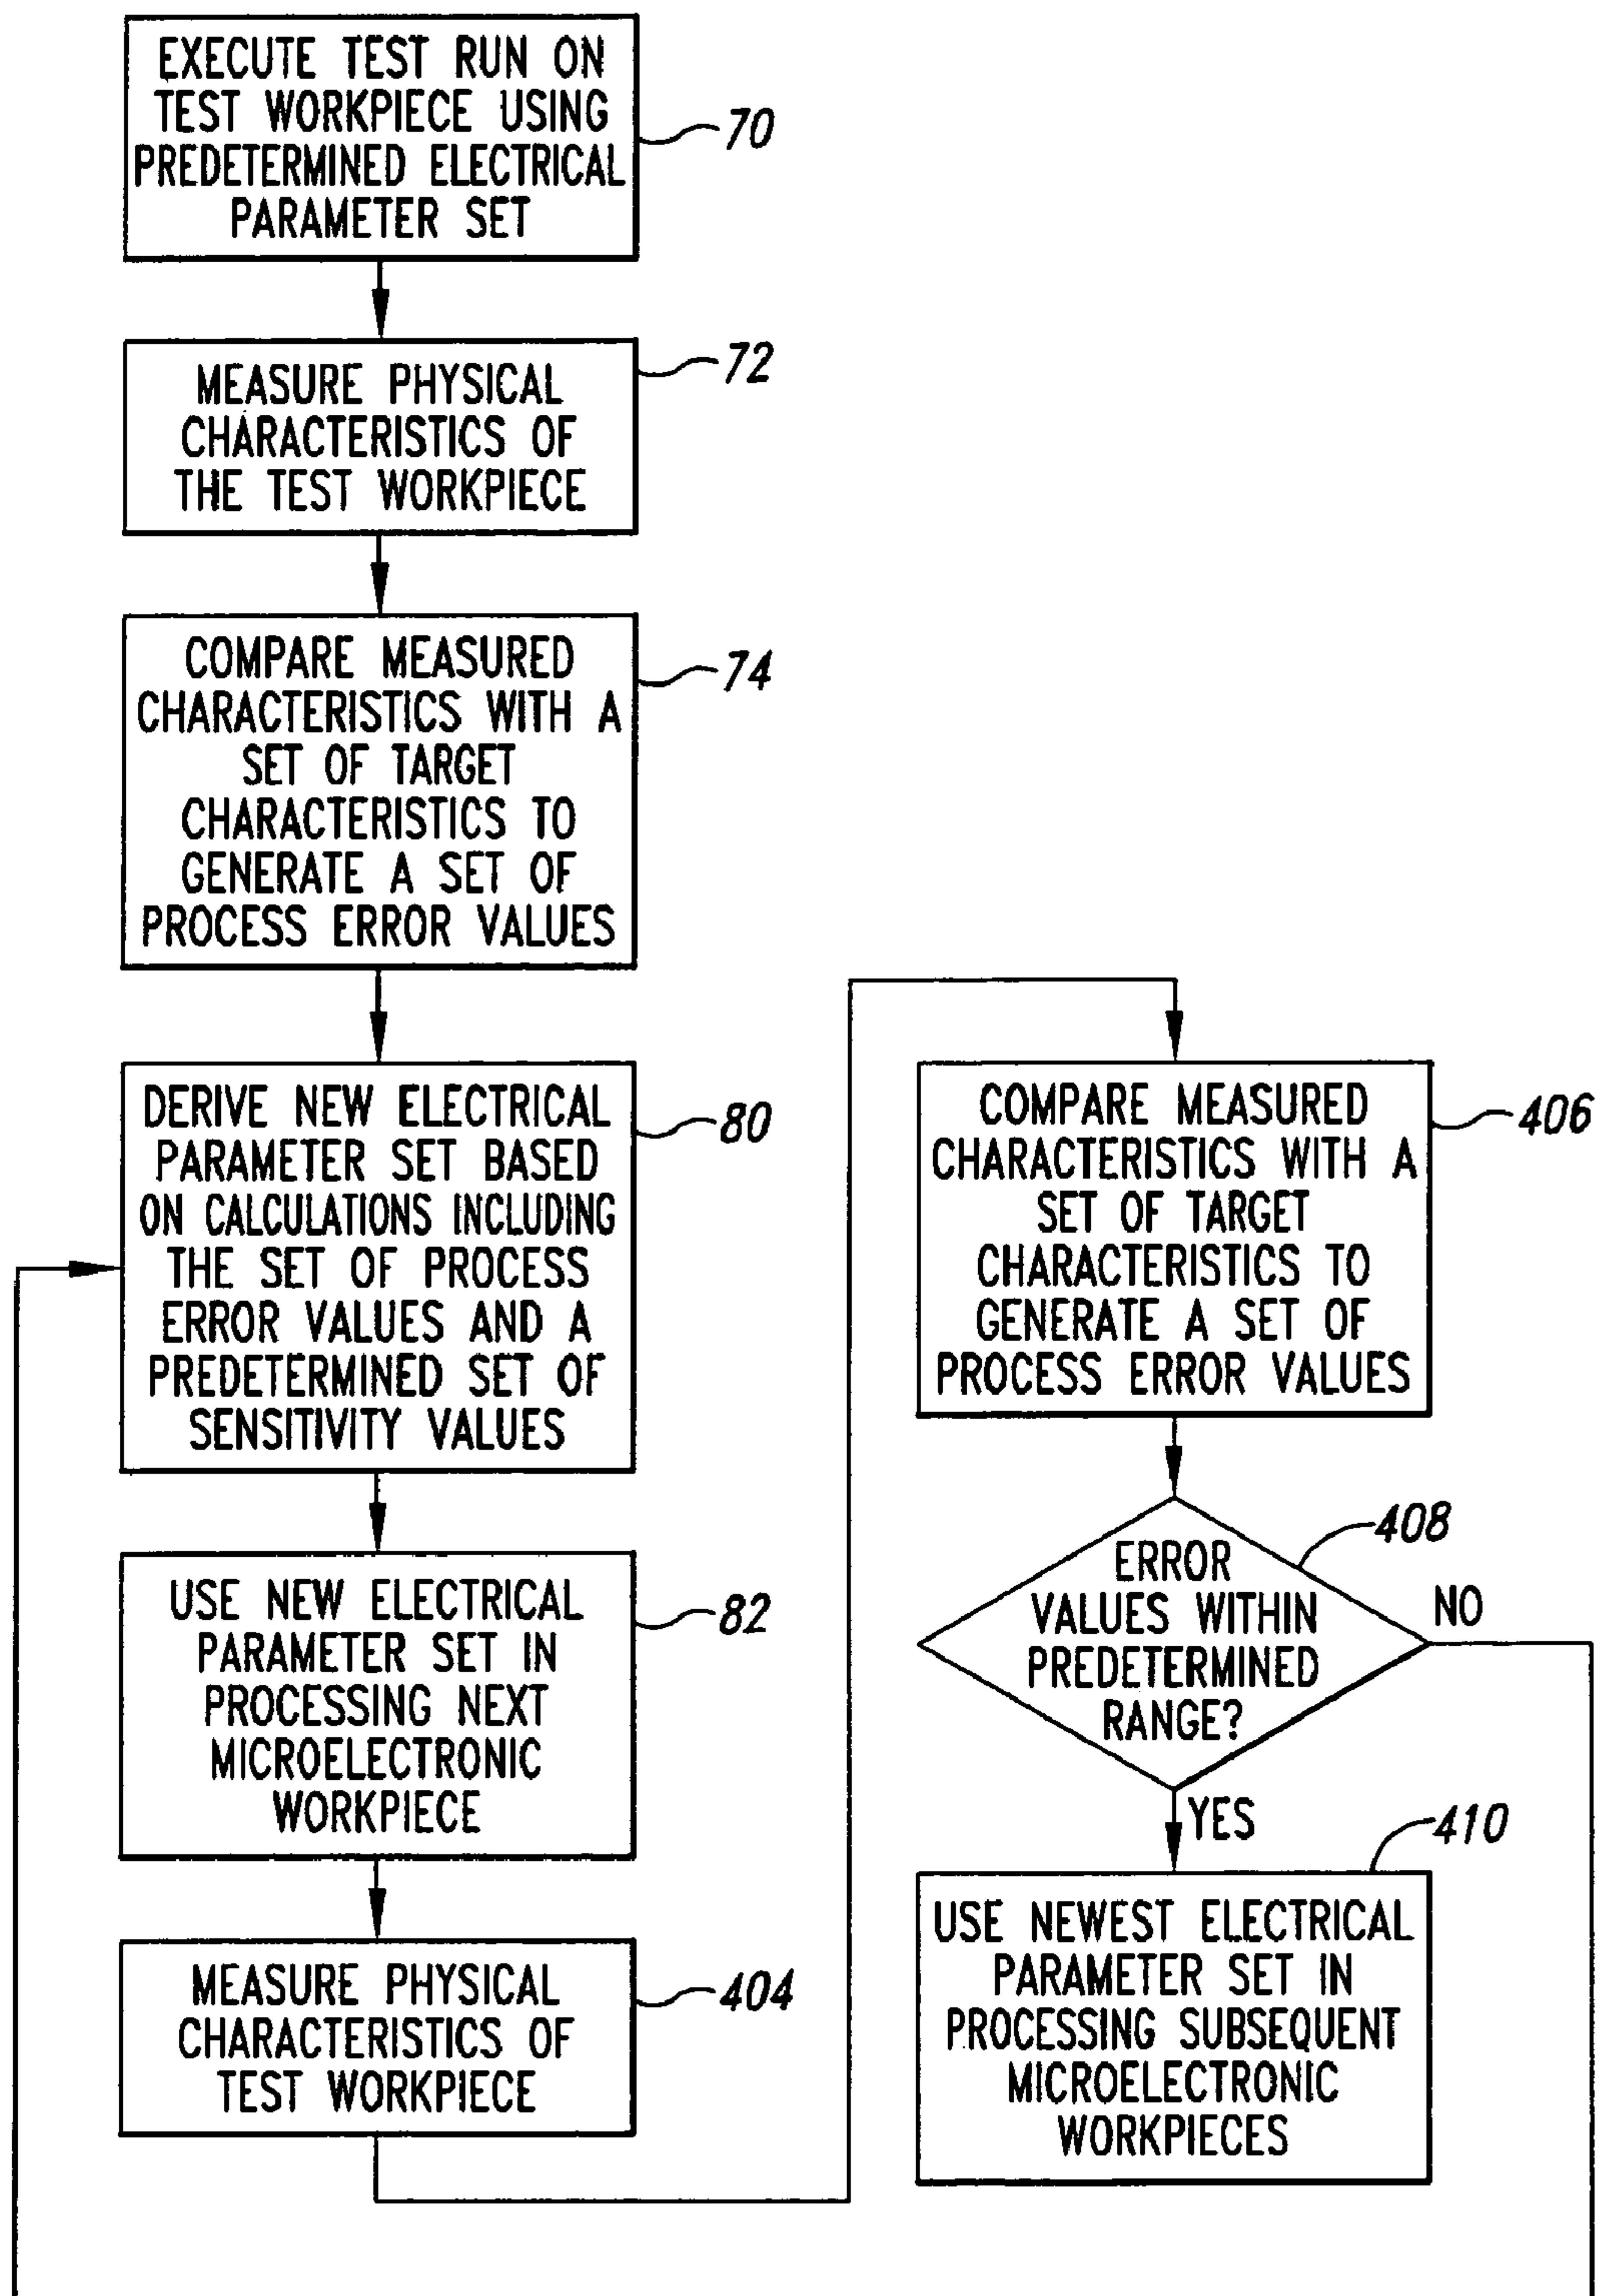 EXECUTE TEST RUN ON
TEST WORKPIECE USING
PREDETERMINED ELECTRICAL
PARAMETER SET
70
MEASURE PHYSICAL
CHARACTERISTICS OF
THE TEST WORKPIECE
72
COMPARE MEASURED
CHARACTERISTICS WITH A
SET OF TARGET
CHARACTERISTICS TO
GENERATE A SET OF
PROCESS ERROR VALUES
74
DERIVE NEW ELECTRICAL
PARAMETER SET BASED
ON CALCULATIONS INCLUDING
THE SET OF PROCESS
ERROR VALUES AND A
PREDETERMINED SET OF
SENSITIVITY VALUES
80
USE NEW ELECTRICAL
PARAMETER SET IN
PROCESSING NEXT
MICROELECTRONIC
WORKPIECE
82
MEASURE PHYSICAL
CHARACTERISTICS OF
TEST WORKPIECE
404
COMPARE MEASURED
CHARACTERISTICS WITH A
SET OF TARGET
CHARACTERISTICS TO
GENERATE A SET OF
PROCESS ERROR VALUES
406
ERROR
VALUES WITHIN
PREDETERMINED
RANGE?
408
NO
YES
410
USE NEWEST ELECTRICAL
PARAMETER SET IN
PROCESSING SUBSEQUENT
MICROELECTRONIC
WORKPIECES